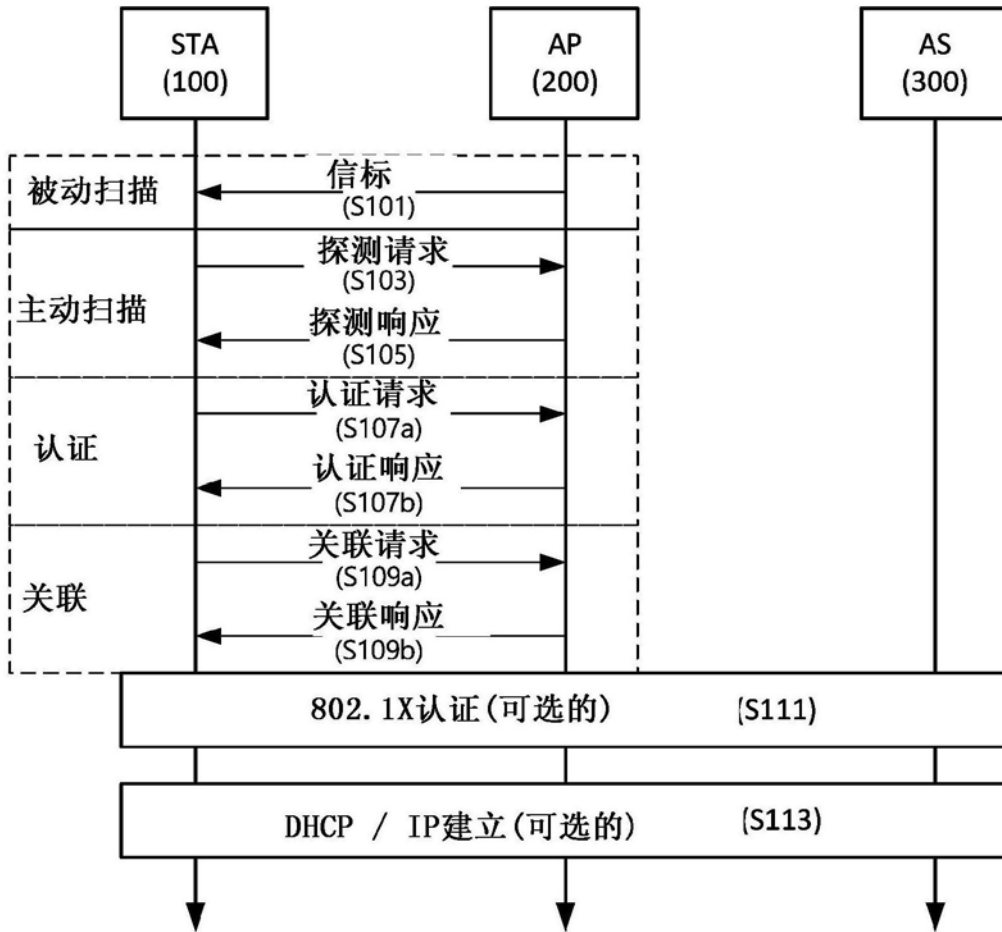 STA
(100)
AP
(200)
AS
(300)
被动扫描
信标
(S101)
主动扫描
探测请求
(S103)
探测响应
(S105)
认证
认证请求
(S107a)
认证响应
(S107b)
关联
关联请求
(S109a)
关联响应
(S109b)
802.1X认证(可选的) (S111)
DHCP / IP建立(可选的) (S113)